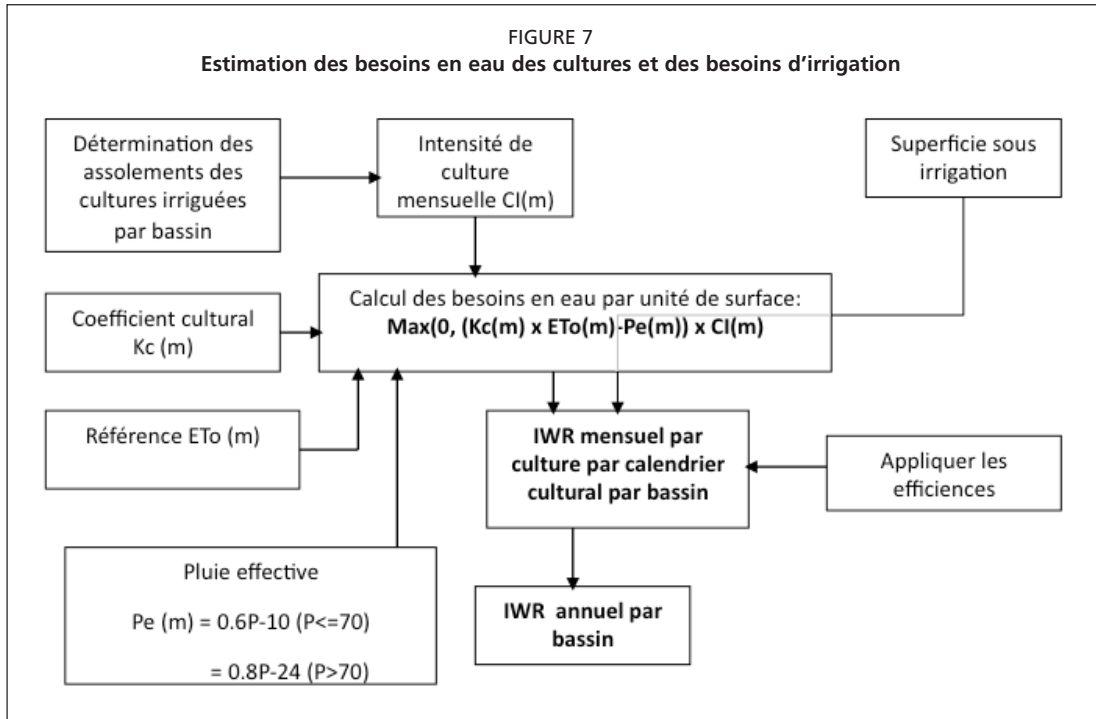 FIGURE 7
Estimation des besoins en eau des cultures et des besoins d'irrigation
Détermination des
assolements des
cultures irriguées
par bassin
Intensité de
culture
mensuelle CI(m)
Superficie sous
irrigation
Coefficient cultural
Kc (m)
Calcul des besoins en eau par unité de surface:
Max(0, (Kc(m) x ETo(m)-Pe(m)) x CI(m)
Référence ETo (m)
IWR mensuel par
culture par calendrier
cultural par bassin
Appliquer les
efficiences
Pluie effective
Pe (m) = 0.6P-10 (P<=70)
= 0.8P-24 (P>70)
IWR annuel par
bassin